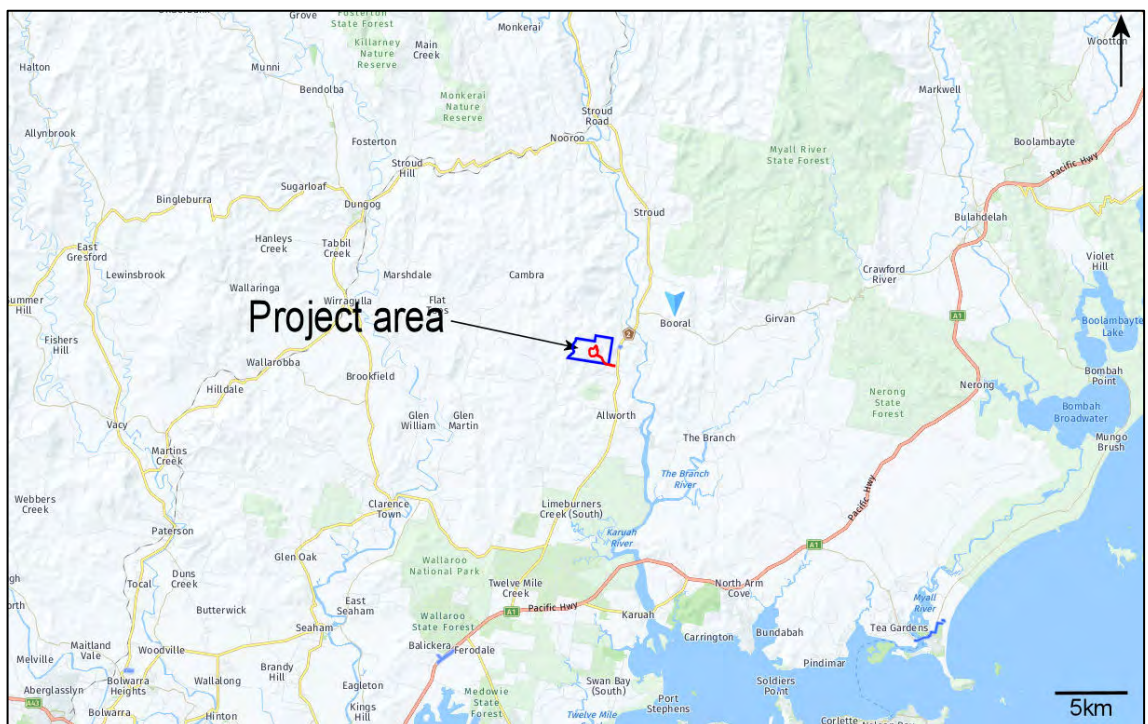 Fosterton
State Forest
Grove
Monkerai
Wootton
Killarney
Nature
Reserve
Main
Creek
Halton
Munni
Bendolba
Markwell
Monkerai
Nature
Reserve
Stroud
Road
Allynbrook
Fosterton
Nooroo
Myall River
State Forest
Boolambayte
Stroud
Hill
Pacific Hwy
Sugarloaf
Bingleburra
Dungog
Stroud
Bulahdelah
East
Gresford
Hanleys
Creek
Tabbil
Creek
Lewinsbrook
Marshdale
Cambra
Crawford
River
Violet
Hill
Wallaringa
Summer
Hill
Wirragulla
Flat
Tops
Project area
Booral
Girvan
Boolambayte
Lake
2
A1
Fishers
Hill
Wallarobba
Brookfield
Hilldale
Nerong
State
Forest
Nerong
Bombah
Point
Glen
William
Glen
Martin
Allworth
Bombah
Broadwater
Vacy
The Branch
Mungo
Brush
Martins
Creek
The Branch
River
Webbers
Creek
Clarence
Town
Limeburners
Creek (South)
Pacific Hwy
Paterson
Karuah
River
Glen Oak
Wallaroo
National Park
A1
Tocal
Duns
Creek
Twelve Mile
Creek
North Arm
Cove
East
Seaham
Butterwick
Wallaroo
State Forest
A1
Pacific Hwy
Karuah
Myall
River
Seaham
Tea Gardens
Carrington
Bundabah
Maitland
Vale
Woodville
Balickera
Ferodale
Pindimar
Melville
Bolwarra
Heights
Wallalong
Brandy
Hill
Eagleton
Medowie
State
Forest
Swan Bay
(South)
Soldiers
Point
Aberglasslyn
Port
Stephens
5km
Bolwarra
Hinton
Kings
Hill
Twelve Mile
Corlette